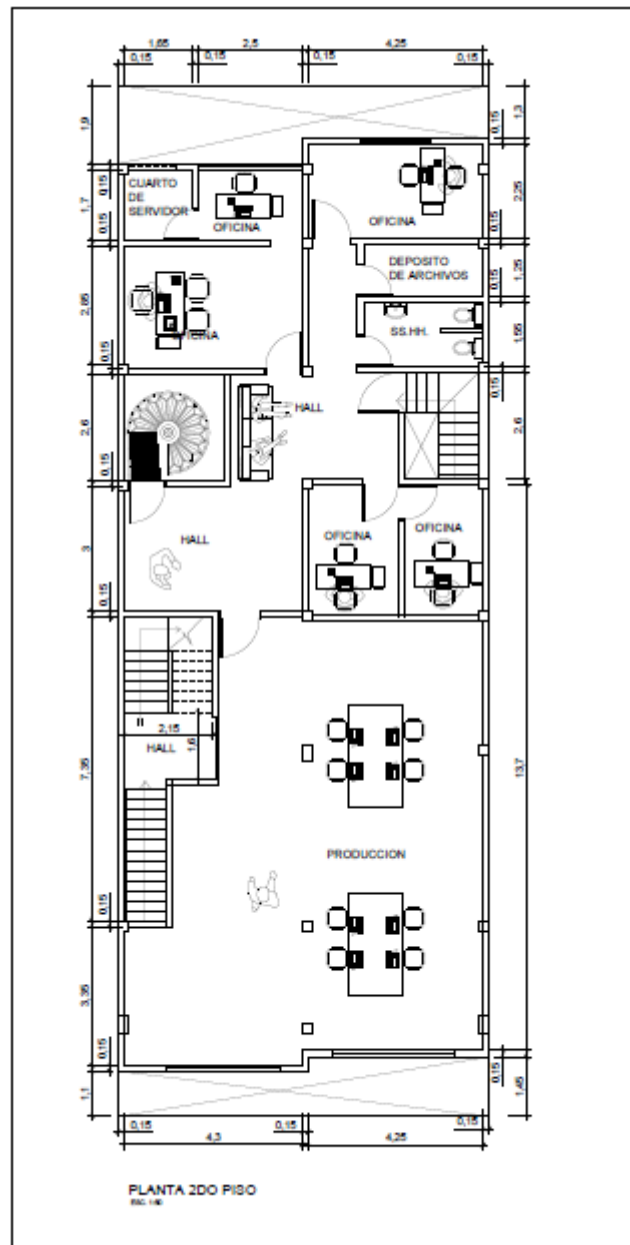 1,65 2,5 4,25
0,15 0,15 0,15 0,15
1,9
0,15
1,3
CUARTO
DE
SERVIDOR
OFICINA
OFICINA
0,15
1,7
0,15
2,25
0,15
DEPOSITO
DE ARCHIVOS
1,25
0,15
OFICINA
2,85
0,15
SS.HH.
1,55
0,15
HALL
2,6
0,15
2,6
HALL
OFICINA
OFICINA
3
0,15
2,15
HALL
1,6
7,35
13,7
PRODUCCION
0,15
3,35
0,15
1,1
0,15
1,45
0,15 0,15 0,15
4,3 4,25
PLANTA 2DO PISO